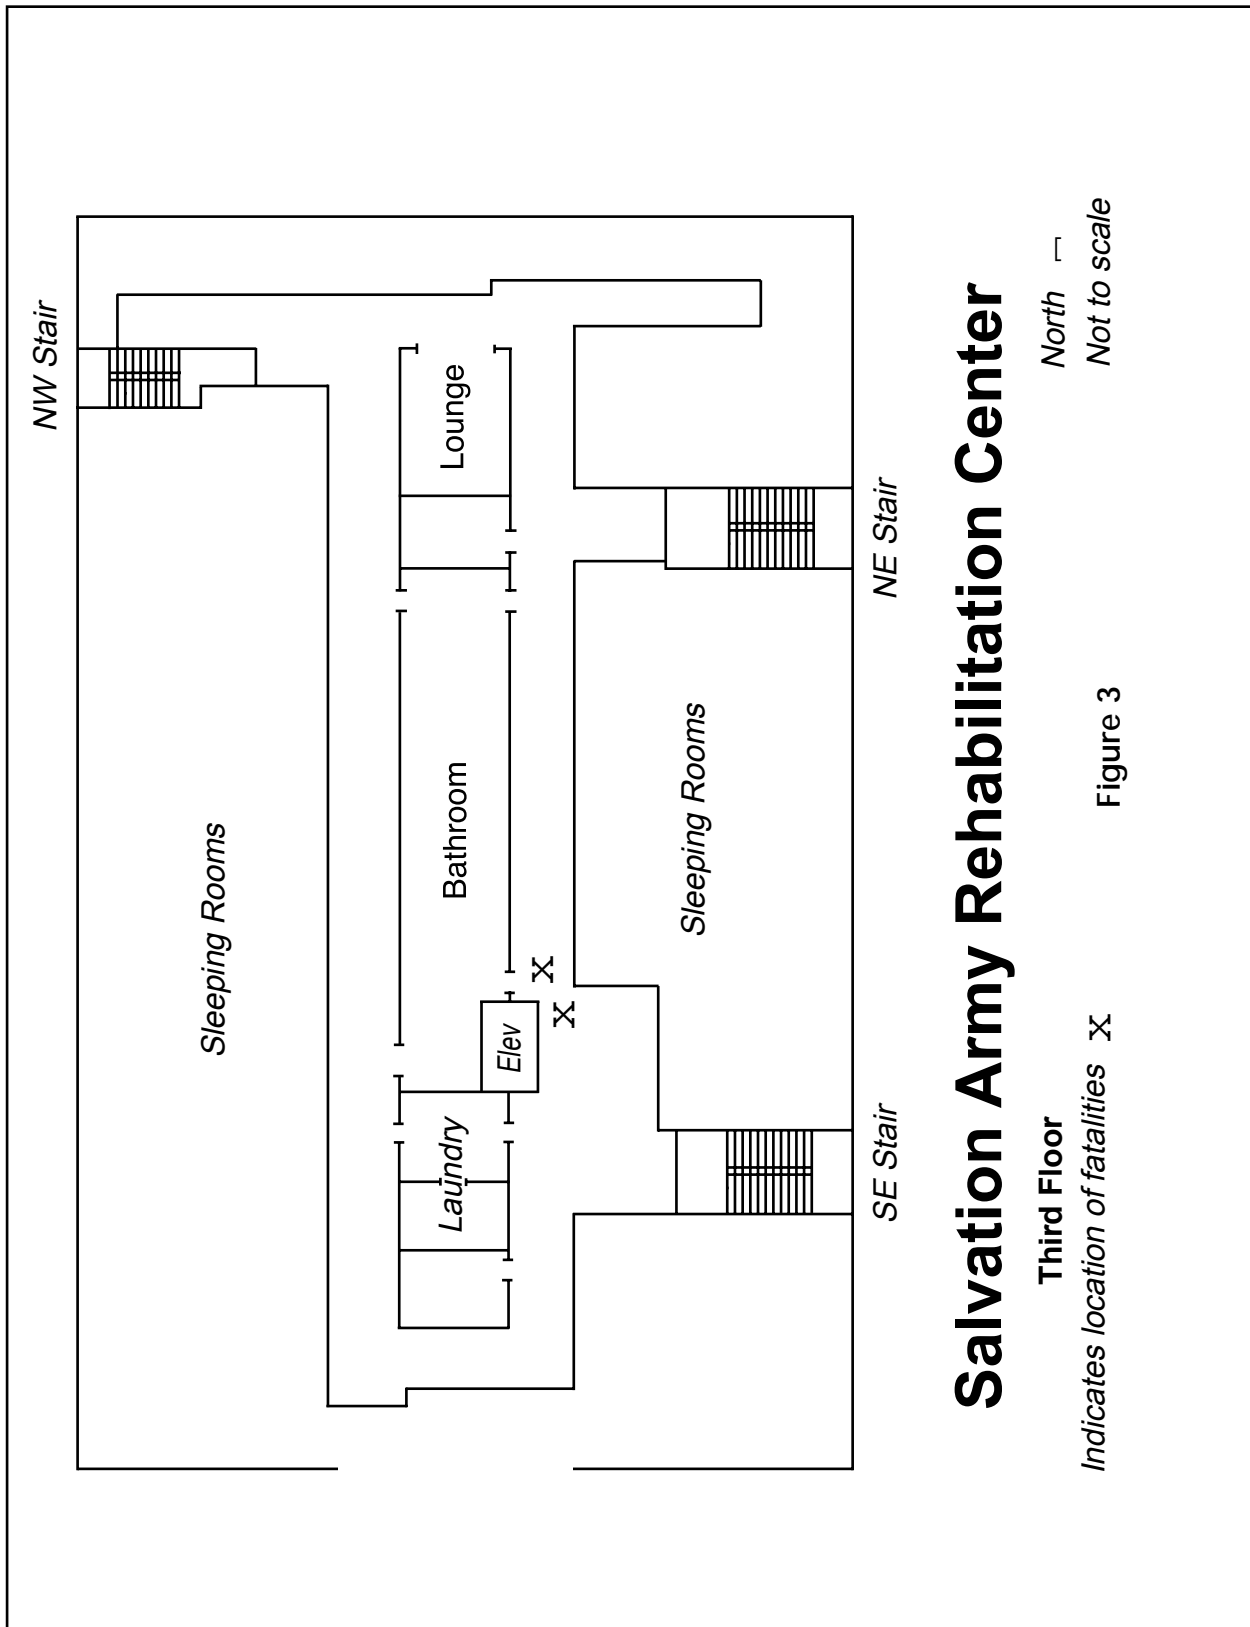 NW Stair
Sleeping Rooms
Lounge
Bathroom
Elev
Laundry
X
X
Sleeping Rooms
SE Stair
NE Stair
Salvation Army Rehabilitation Center
Third Floor
North
Indicates location of fatalities X
Figure 3
Not to scale